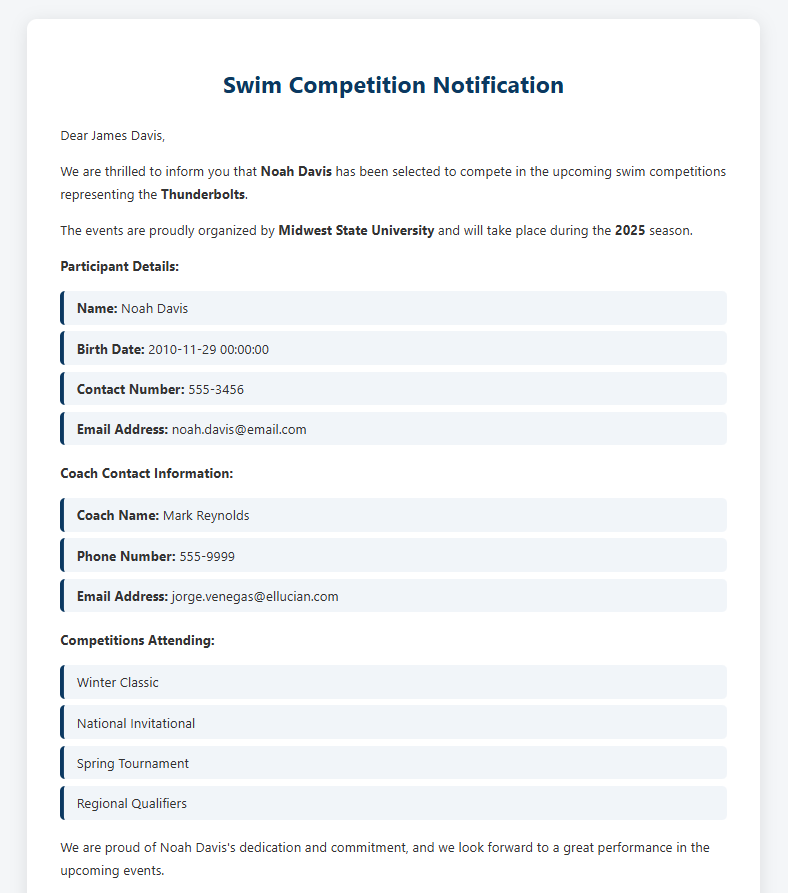 Swim Competition Notification
Dear James Davis,
We are thrilled to inform you that Noah Davis has been selected to compete in the upcoming swim competitions
representing the Thunderbolts.
The events are proudly organized by Midwest State University and will take place during the 2025 season.
Participant Details:
Name: Noah Davis
Birth Date: 2010-11-29 00:00:00
Contact Number: 555-3456
Email Address: noah.davis@email.com
Coach Contact Information:
Coach Name: Mark Reynolds
Phone Number: 555-9999
Email Address: jorge.venegas@ellucian.com
Competitions Attending:
Winter Classic
National Invitational
Spring Tournament
Regional Qualifiers
We are proud of Noah Davis's dedication and commitment, and we look forward to a great performance in the
upcoming events.